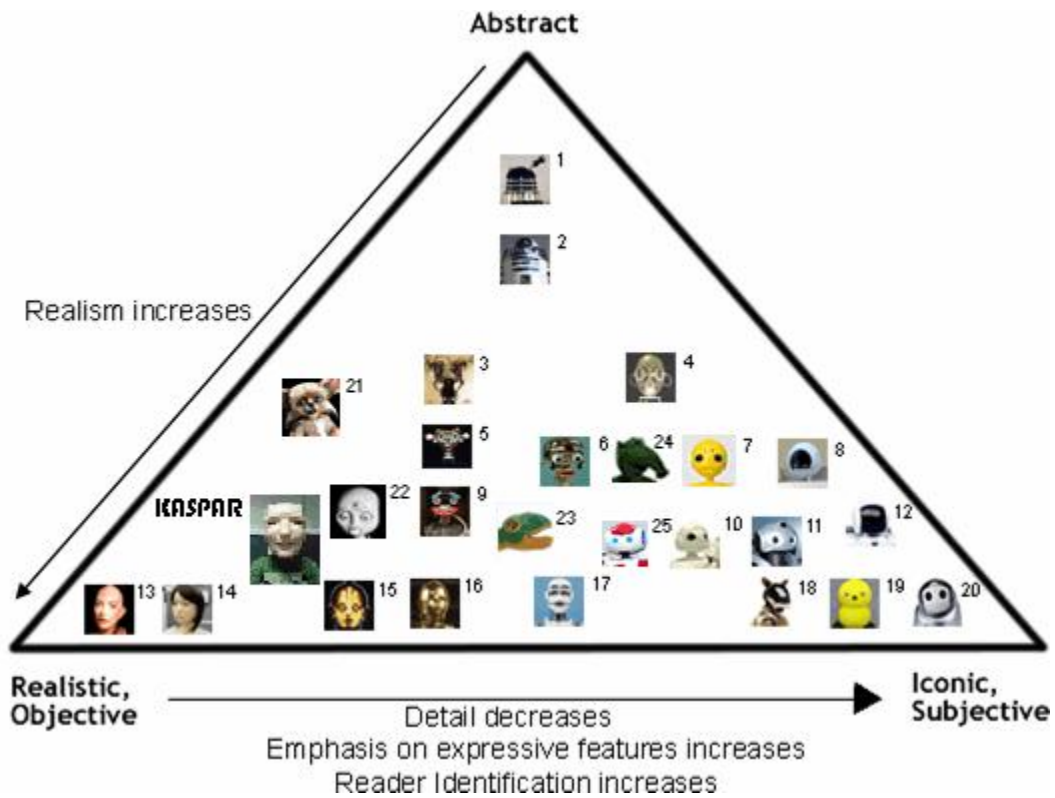 Abstract
1
2
Realism increases
3
4
21
5
6
24
7
8
KASPAR
22
9
23
25
10
11
12
13
14
15
16
17
18
19
20
Realistic,
Objective
Iconic,
Subjective
Detail decreases
Emphasis on expressive features increases
Reader Identification increases